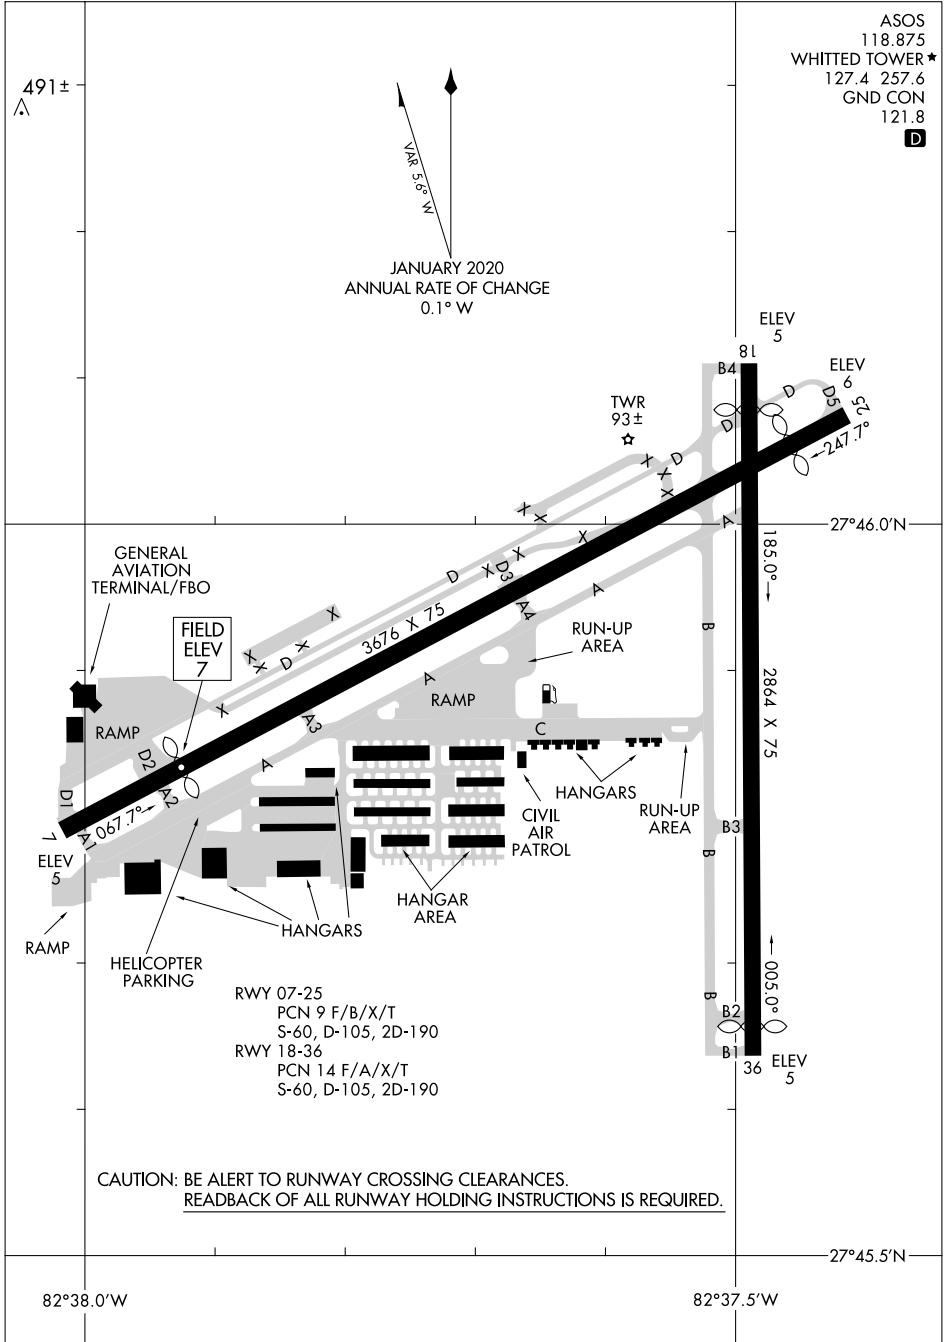 ASOS
118.875
WHITTED TOWER★
127.4 257.6
GND CON
121.8
D
491±
VAR 5.6° W
JANUARY 2020
ANNUAL RATE OF CHANGE
0.1° W
ELEV
5
18
B4
ELEV
6
D
D5
25
TWR
93±
D
247.7°
X
D
X
X
X
X
A
27°46.0'N
X
X
185.0°
GENERAL
AVIATION
TERMINAL/FBO
D3
X
D
A
A4
3676 X 75
X
FIELD
ELEV
7
X
X
X
D
RUN-UP
AREA
B
A
RAMP
2864 X 75
X
A3
C
RAMP
D2
A
A2
D1
HANGARS
RUN-UP
AREA
CIVIL
AIR
PATROL
B3
067.7°
7
A1
ELEV
5
B
HANGAR
AREA
HANGARS
RAMP
HELICOPTER
PARKING
RWY 07-25
PCN 9 F/B/X/T
S-60, D-105, 2D-190
RWY 18-36
PCN 14 F/A/X/T
S-60, D-105, 2D-190
005.0°
B
B2
B1
36
ELEV
5
CAUTION: BE ALERT TO RUNWAY CROSSING CLEARANCES.
READBACK OF ALL RUNWAY HOLDING INSTRUCTIONS IS REQUIRED.
27°45.5'N
82°38.0'W
82°37.5'W